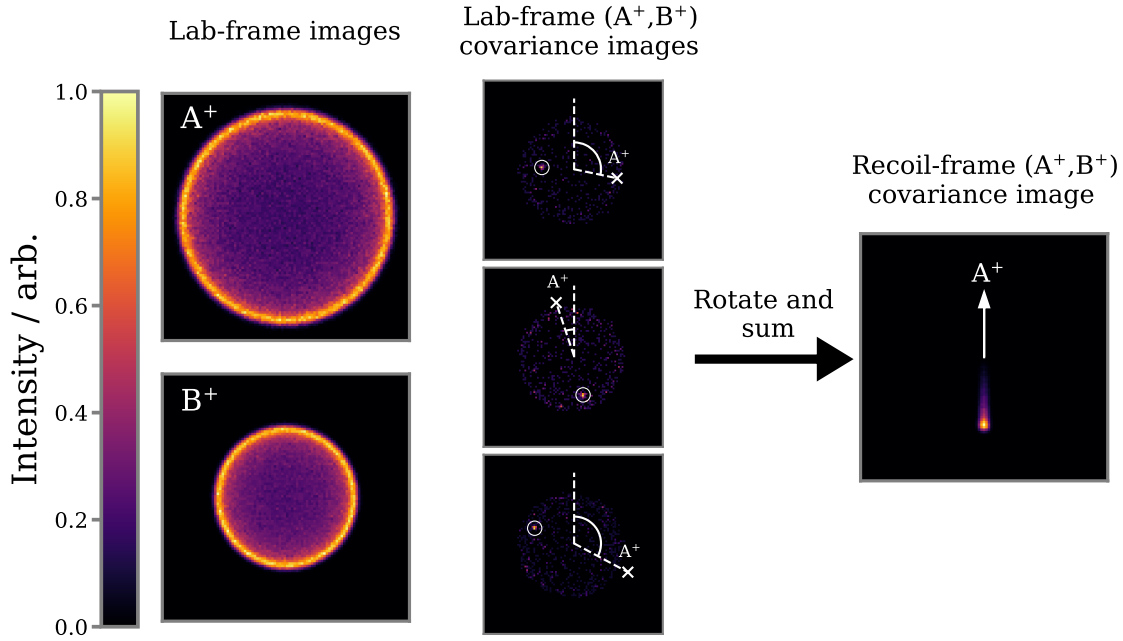 Lab-frame images
Lab-frame (A⁺,B⁺)
covariance images
Intensity / arb.
1.0
0.8
0.6
0.4
0.2
0.0
A⁺
B⁺
A⁺
A⁺
A⁺
Rotate and
sum
Recoil-frame (A⁺,B⁺)
covariance image
A⁺